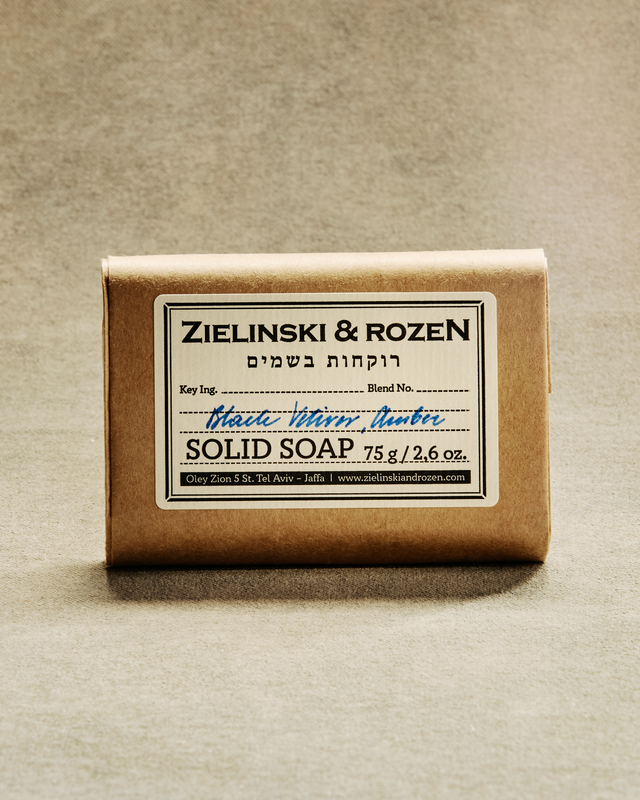 ZIELINSKI & ROZEN
רוקחות בשמים
Key Ing. Blend No.
Black Vetiver, Amber
SOLID SOAP 75 g / 2,6 oz.
Oley Zion 5 St. Tel Aviv – Jaffa | www.zielinskiandrozen.com